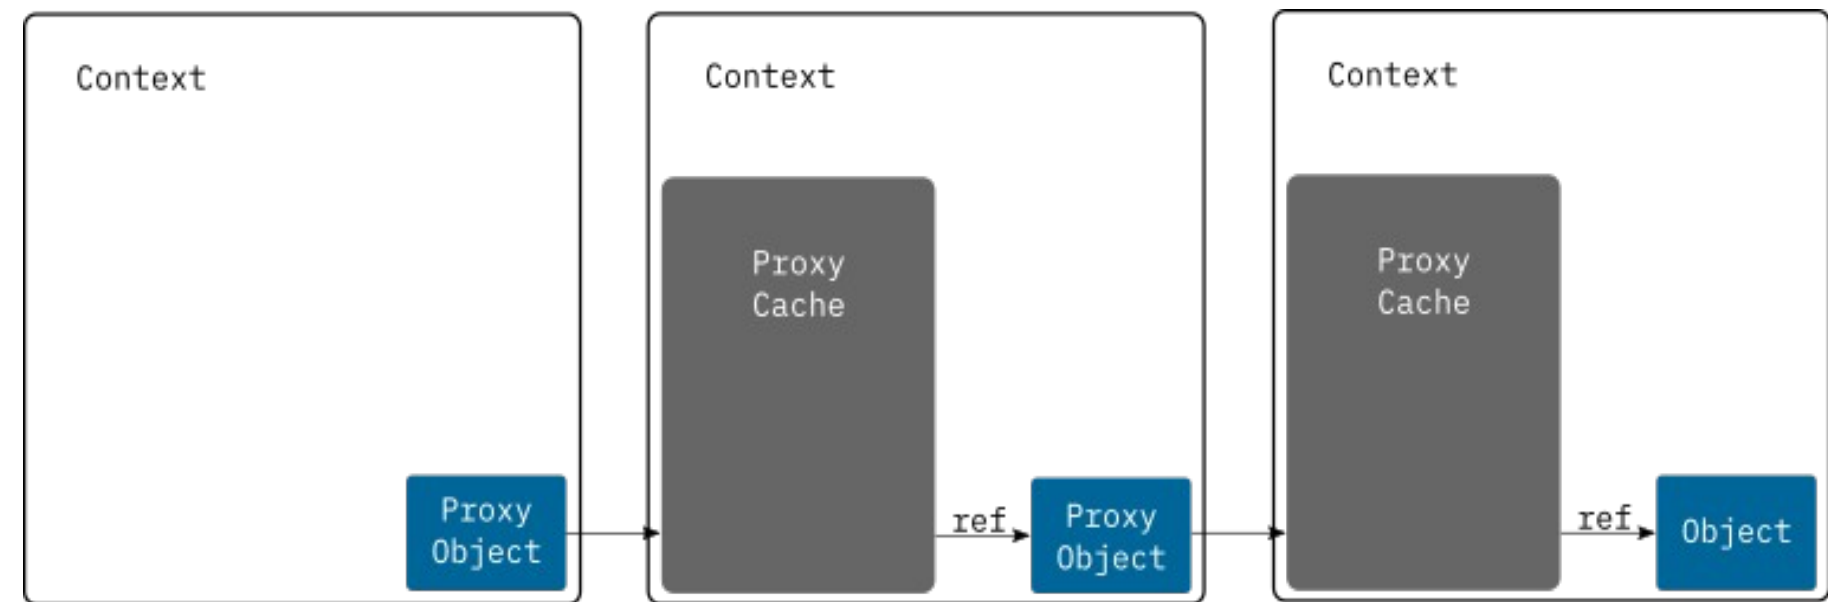 Context
Context
Context
Proxy
Cache
Proxy
Cache
Proxy
Object
ref
Proxy
Object
ref
Object